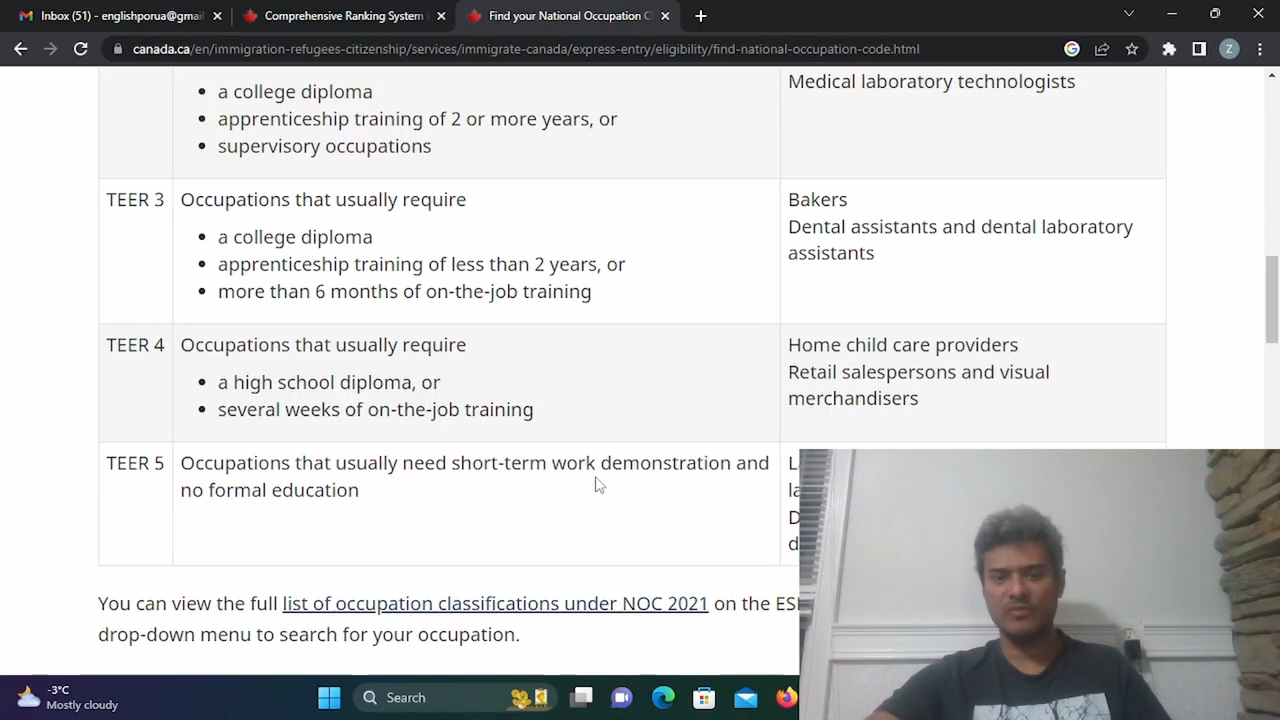 Inbox (51) - englishporua@gmai
Comprehensive Ranking System
Find your National Occupation C
canada.ca/en/immigration-refugees-citizenship/services/immigrate-canada/express-entry/eligibility/find-national-occupation-code.html
Z
a college diploma
apprenticeship training of 2 or more years, or
supervisory occupations
Medical laboratory technologists
TEER 3
Occupations that usually require
a college diploma
apprenticeship training of less than 2 years, or
more than 6 months of on-the-job training
Bakers
Dental assistants and dental laboratory
assistants
TEER 4
Occupations that usually require
a high school diploma, or
several weeks of on-the-job training
Home child care providers
Retail salespersons and visual
merchandisers
TEER 5
Occupations that usually need short-term work demonstration and
no formal education
You can view the full list of occupation classifications under NOC 2021 on the
drop-down menu to search for your occupation.
-3°C
Mostly cloudy
Search